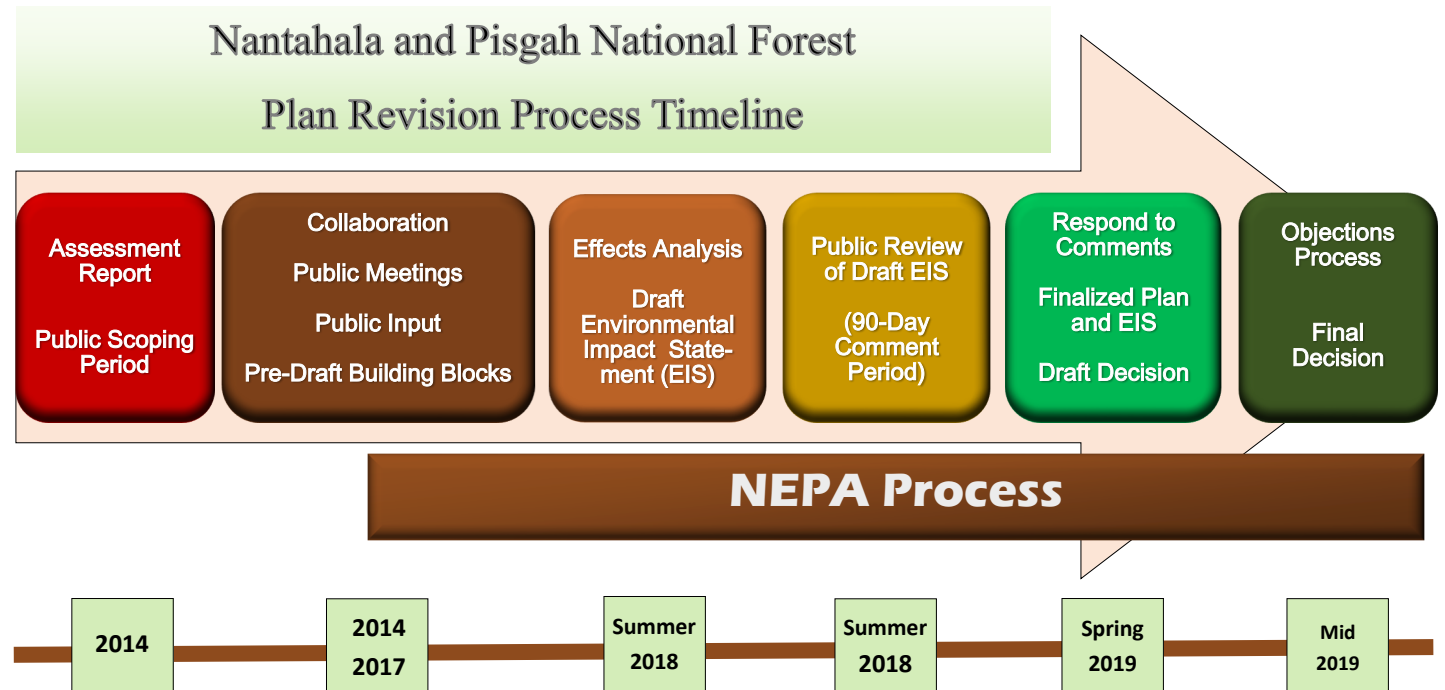 Nantahala and Pisgah National Forest
Plan Revision Process Timeline
Assessment
Report
Public Scoping
Period
Collaboration
Public Meetings
Public Input
Pre-Draft Building Blocks
Effects Analysis
Draft
Environmental
Impact State-
ment (EIS)
Public Review
of Draft EIS
(90-Day
Comment
Period)
Respond to
Comments
Finalized Plan
and EIS
Draft Decision
Objections
Process
Final
Decision
NEPA Process
2014
2014
2017
Summer
2018
Summer
2018
Spring
2019
Mid
2019